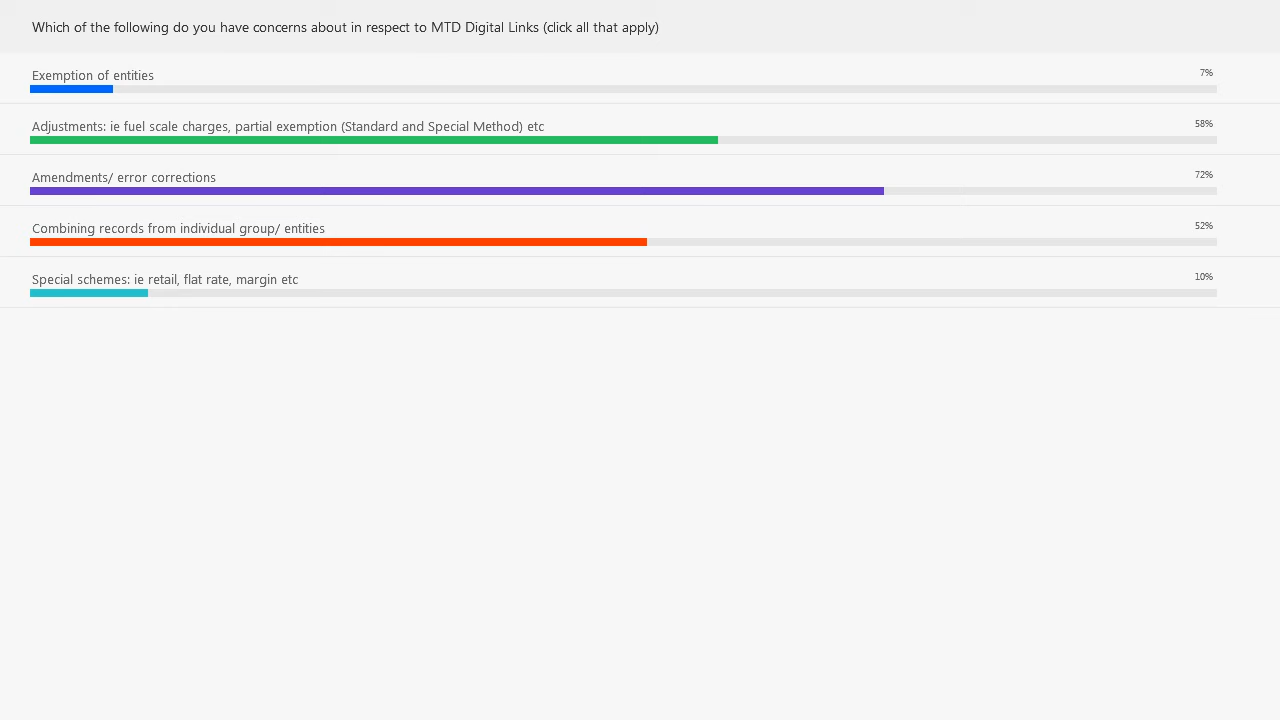 Which of the following do you have concerns about in respect to MTD Digital Links (click all that apply)
Exemption of entities
7%
Adjustments: ie fuel scale charges, partial exemption (Standard and Special Method) etc
58%
Amendments/ error corrections
72%
Combining records from individual group/ entities
52%
Special schemes: ie retail, flat rate, margin etc
10%